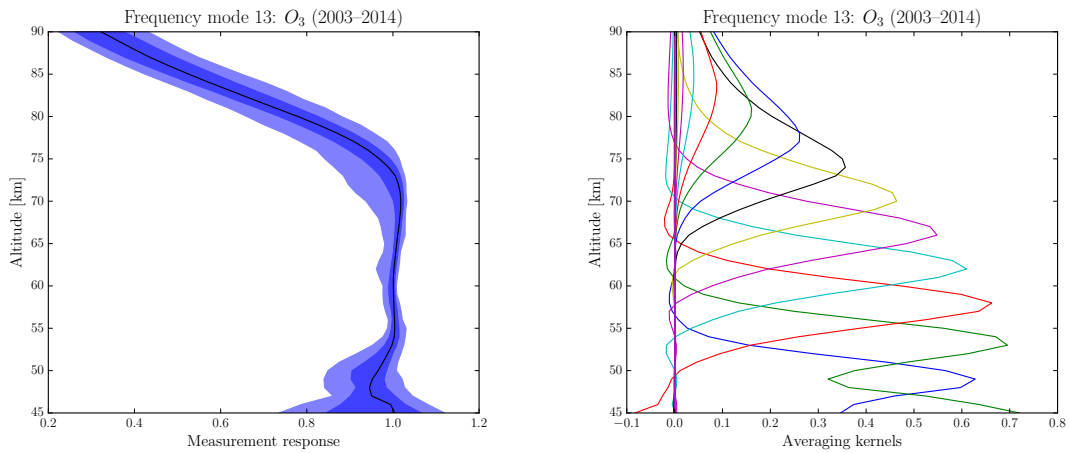 Frequency mode 13: O₃ (2003–2014)
90
85
80
75
70
65
60
55
50
45
Altitude [km]
0.2 0.4 0.6 0.8 1.0 1.2
Measurement response
Frequency mode 13: O₃ (2003–2014)
90
85
80
75
70
65
60
55
50
45
Altitude [km]
−0.1 0.0 0.1 0.2 0.3 0.4 0.5 0.6 0.7 0.8
Averaging kernels